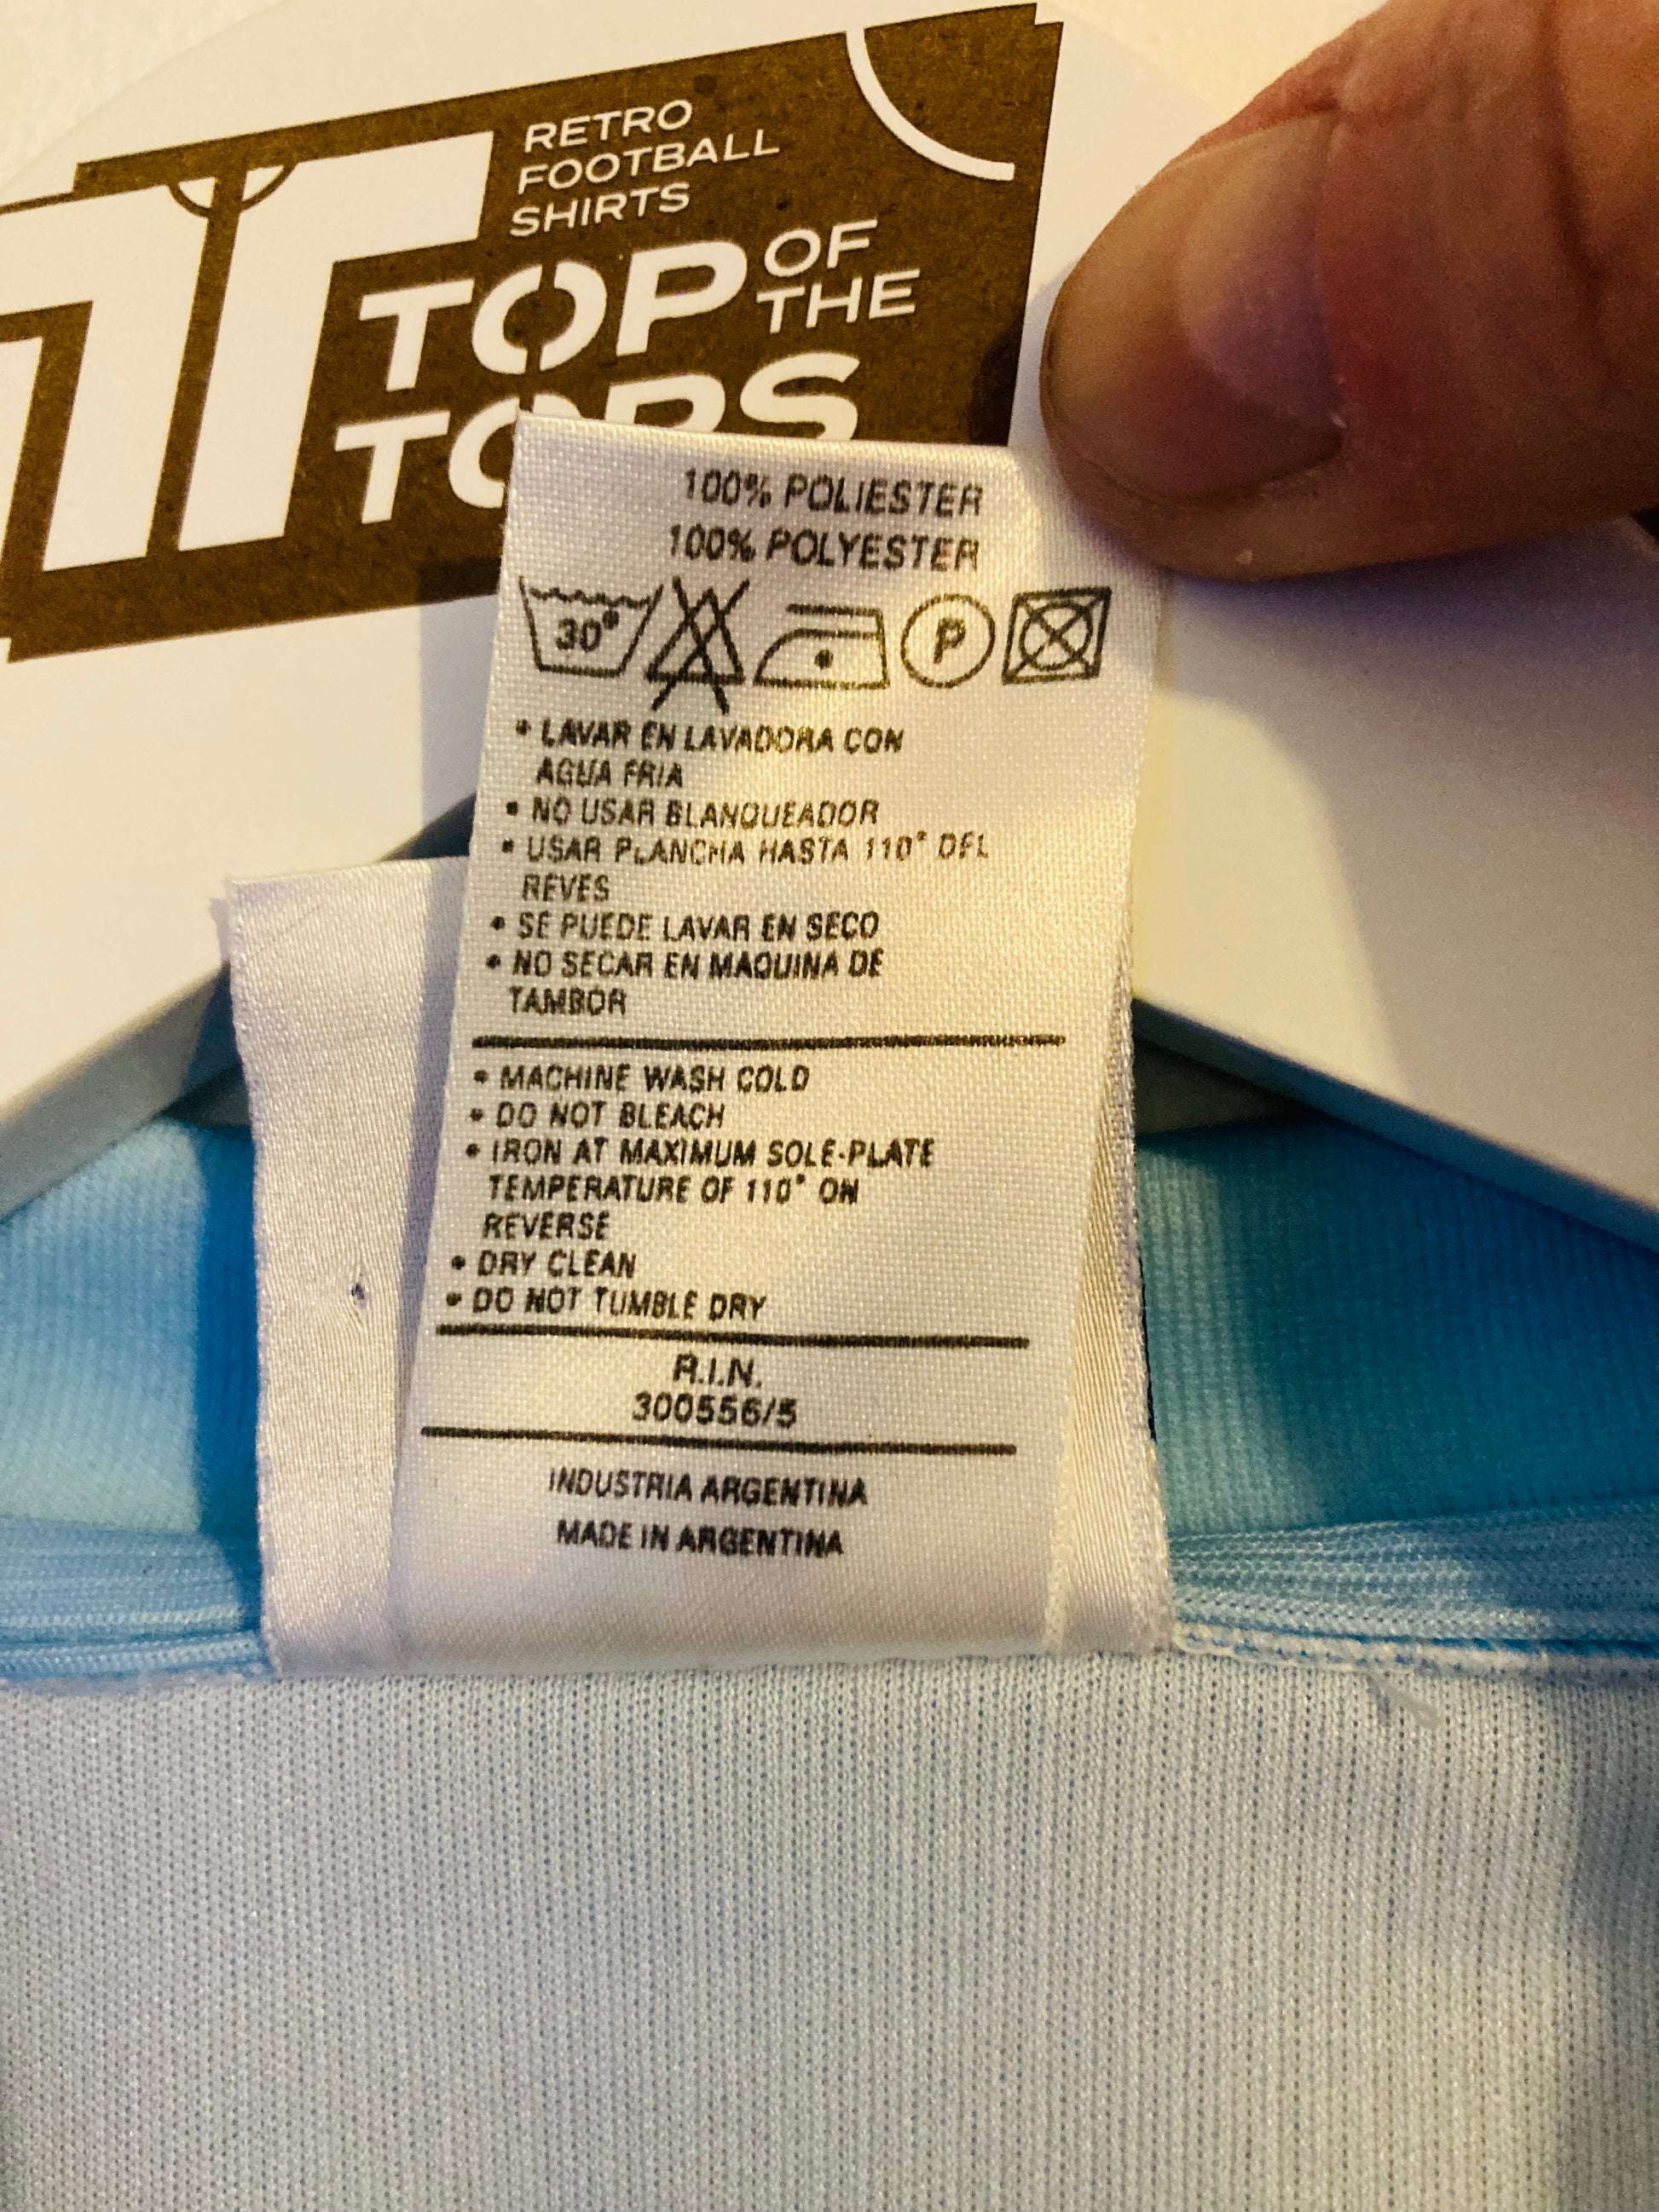 RETRO
FOOTBALL
SHIRTS
TOP OF THE
TOPS
100% POLIESTER
100% POLYESTER
30° P
• LAVAR EN LAVADORA CON
AGUA FRIA
• NO USAR BLANQUEADOR
• USAR PLANCHA HASTA 110° DEL
REVES
• SE PUEDE LAVAR EN SECO
• NO SECAR EN MAQUINA DE
TAMBOR
• MACHINE WASH COLD
• DO NOT BLEACH
• IRON AT MAXIMUM SOLE-PLATE
TEMPERATURE OF 110° ON
REVERSE
• DRY CLEAN
• DO NOT TUMBLE DRY
R.I.N.
300556/5
INDUSTRIA ARGENTINA
MADE IN ARGENTINA